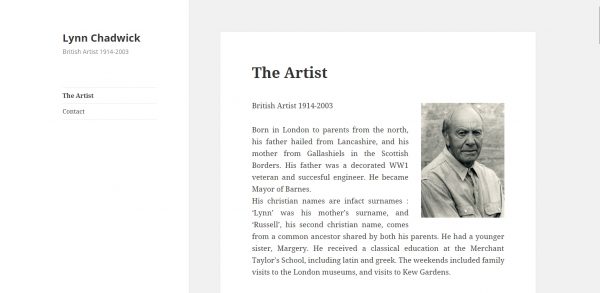 Lynn Chadwick
British Artist 1914-2003
The Artist
Contact
The Artist
British Artist 1914-2003
Born in London to parents from the north,
his father hailed from Lancashire, and his
mother from Gallashiels in the Scottish
Borders. His father was a decorated WW1
veteran and succesful engineer. He became
Mayor of Barnes.
His christian names are infact surnames :
‘Lynn’ was his mother’s surname, and
‘Russell’, his second christian name, comes
from a common ancestor shared by both his parents. He had a younger
sister, Margery. He received a classical education at the Merchant
Taylor’s School, including latin and greek. The weekends included family
visits to the London museums, and visits to Kew Gardens.